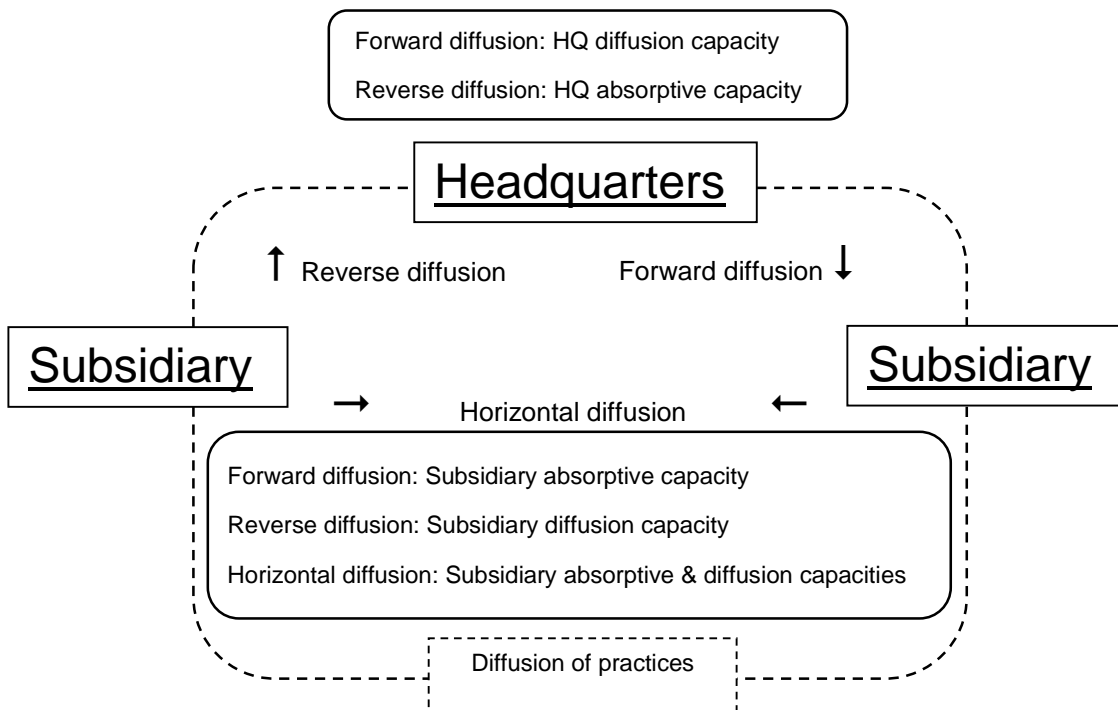 Forward diffusion: HQ diffusion capacity
Reverse diffusion: HQ absorptive capacity
Headquarters
Reverse diffusion
Forward diffusion
Subsidiary
Subsidiary
Horizontal diffusion
Forward diffusion: Subsidiary absorptive capacity
Reverse diffusion: Subsidiary diffusion capacity
Horizontal diffusion: Subsidiary absorptive & diffusion capacities
Diffusion of practices